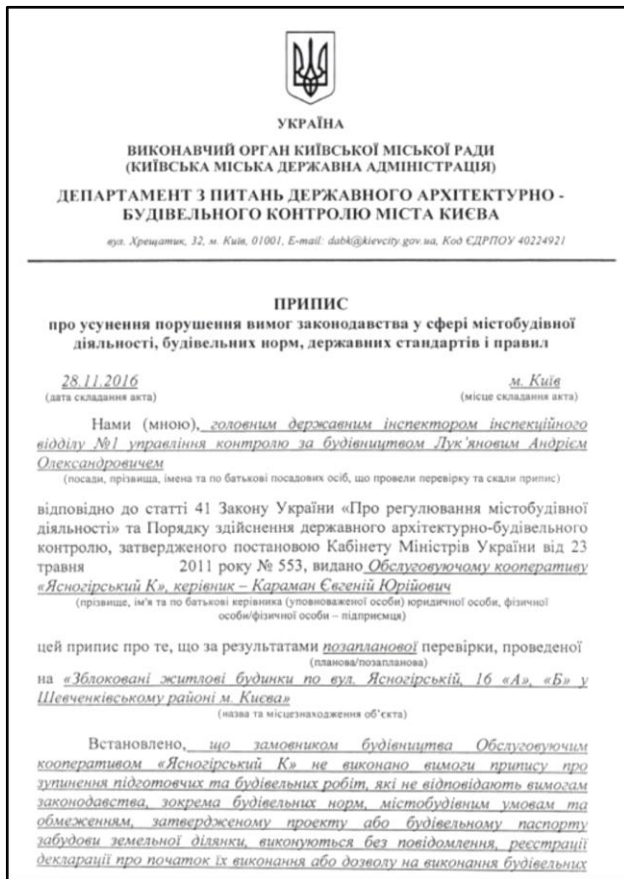 УКРАЇНА
ВИКОНАВЧИЙ ОРГАН КИЇВСЬКОЇ МІСЬКОЇ РАДИ
(КИЇВСЬКА МІСЬКА ДЕРЖАВНА АДМІНІСТРАЦІЯ)
ДЕПАРТАМЕНТ З ПИТАНЬ ДЕРЖАВНОГО АРХІТЕКТУРНО -
БУДІВЕЛЬНОГО КОНТРОЛЮ МІСТА КИЄВА
вул. Хрещатик, 32, м. Київ, 01001, E-mail: dabk@kievcity.gov.ua, Код ЄДРПОУ 40224921
ПРИПИС
про усунення порушення вимог законодавства у сфері містобудівної
діяльності, будівельних норм, державних стандартів і правил
28.11.2016 м. Київ
(дата складання акта) (місце складання акта)
Нами (мною), головним державним інспектором інспекційного
відділу №1 управління контролю за будівництвом Лук’яновим Андрієм
Олександровичем
(посади, прізвища, імена та по батькові посадових осіб, що провели перевірку та скали припис)
відповідно до статті 41 Закону України «Про регулювання містобудівної
діяльності» та Порядку здійснення державного архітектурно-будівельного
контролю, затвердженого постановою Кабінету Міністрів України від 23
травня 2011 року № 553, видано Обслуговуючому кооперативу
«Ясногірський К», керівник – Караман Євгеній Юрійович
(прізвище, ім’я та по батькові керівника (уповноваженої особи) юридичної особи, фізичної
особи/фізичної особи – підприємця)
цей припис про те, що за результатами позапланової перевірки, проведеної
(планова/позапланова)
на «Зблоковані житлові будинки по вул. Ясногірській, 16 «А», «Б» у
Шевченківському районі м. Києва»
(назва та місцезнаходження об’єкта)
Встановлено, що замовником будівництва Обслуговуючим
кооперативом «Ясногірський К» не виконано вимоги припису про
зупинення підготовчих та будівельних робіт, які не відповідають вимогам
законодавства, зокрема будівельних норм, містобудівним умовам та
обмеженням, затвердженому проекту або будівельному паспорту
забудови земельної ділянки, виконуються без повідомлення, реєстрації
декларації про початок їх виконання або дозволу на виконання будівельних